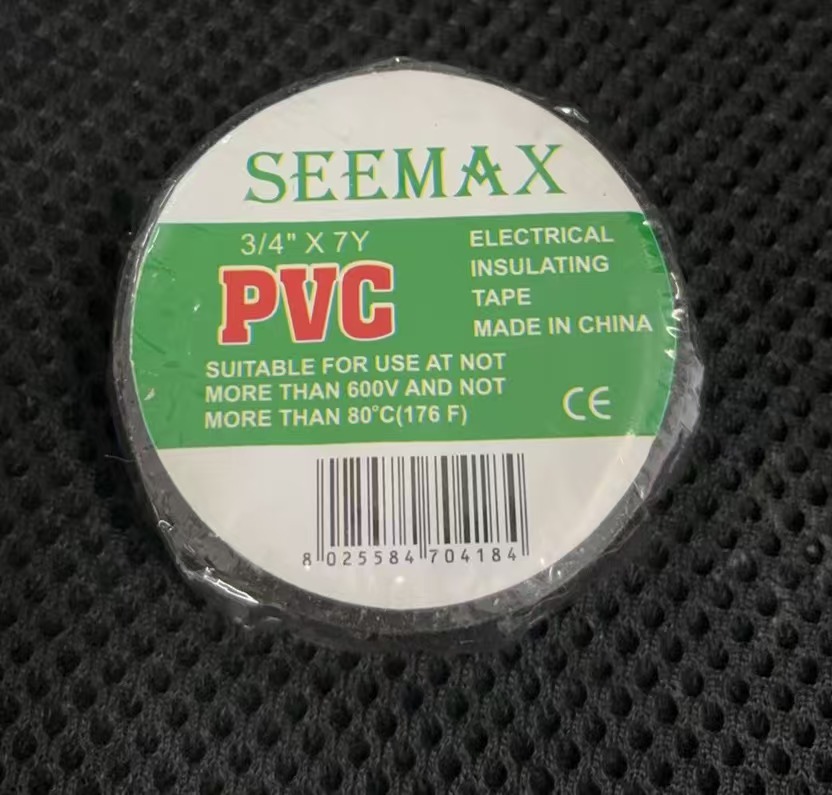 SEEMAX
3/4" X 7Y
PVC
ELECTRICAL
INSULATING
TAPE
MADE IN CHINA
SUITABLE FOR USE AT NOT
MORE THAN 600V AND NOT
MORE THAN 80°C(176 F)
CE
8 025584 704184